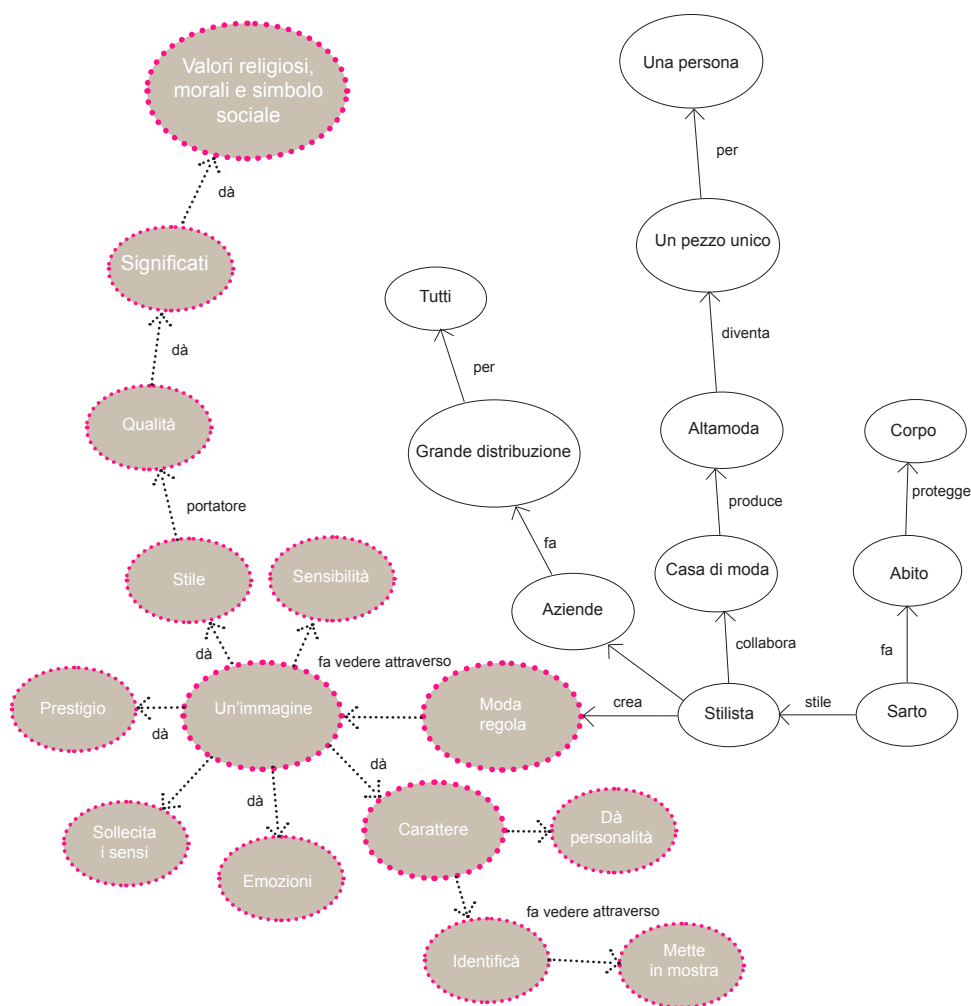 Valori religiosi,
morali e simbolo
sociale
dà
Significati
dà
Qualità
portatore
Stile
Sensibilità
dà
fa vedere attraverso
Prestigio
dà
Un'immagine
Moda
regola
crea
Stilista
stile
Sarto
dà
dà
Sollecita
i sensi
Emozioni
Carattere
Dà
personalità
fa vedere attraverso
Identificà
Mette
in mostra
Tutti
per
Grande distribuzione
fa
Aziende
Una persona
per
Un pezzo unico
diventa
Altamoda
produce
Casa di moda
collabora
Corpo
protegge
Abito
fa